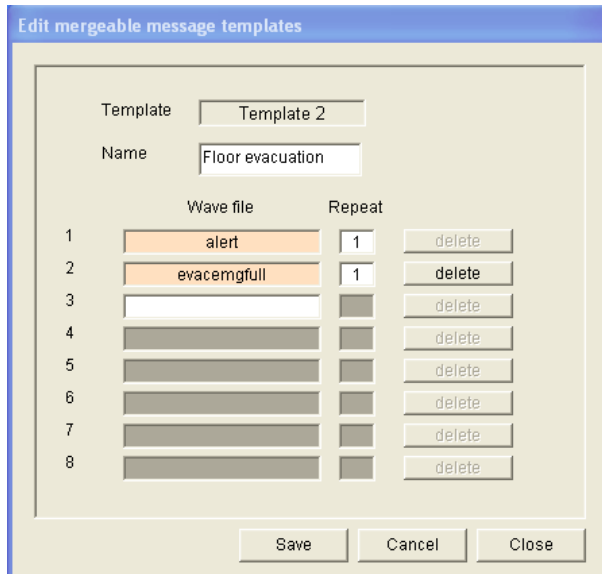 Edit mergeable message templates
Template Template 2
Name Floor evacuation
Wave file Repeat
1 alert 1 delete
2 evacemgfull 1 delete
3 delete
4 delete
5 delete
6 delete
7 delete
8 delete
Save Cancel Close